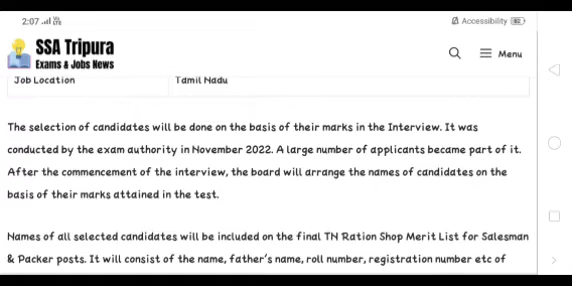 2:07
Accessibility
SSA Tripura
Exams & Jobs News
Menu
Job Location Tamil Nadu
The selection of candidates will be done on the basis of their marks in the Interview. It was
conducted by the exam authority in November 2022. A large number of applicants became part of it.
After the commencement of the interview, the board will arrange the names of candidates on the
basis of their marks attained in the test.
Names of all selected candidates will be included on the final TN Ration Shop Merit List for Salesman
& Packer posts. It will consist of the name, father's name, roll number, registration number etc of